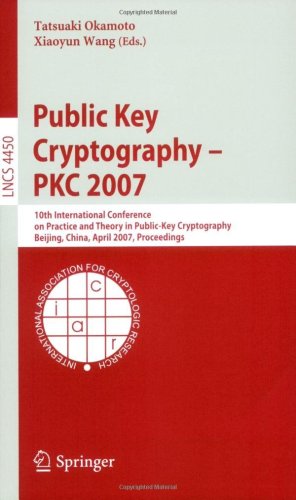 Tatsuaki Okamoto
Xiaoyun Wang (Eds.)
LNCS 4450
Public Key
Cryptography –
PKC 2007
10th International Conference
on Practice and Theory in Public-Key Cryptography
Beijing, China, April 2007, Proceedings
INTERNATIONAL ASSOCIATION FOR CRYPTOLOGIC RESEARCH
i a c r
Springer